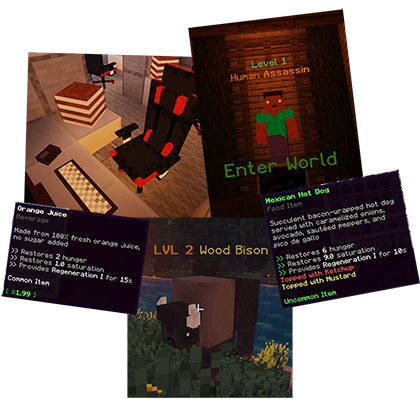 Level 1
Human Assassin
Enter World
Orange Juice
Beverage
Made from 100% fresh orange juice,
no sugar added
>> Restores 2 hunger
>> Restores 1.0 saturation
>> Provides Regeneration I for 15s
Common Item
[ $1.99 ]
LVL 2 Wood Bison
Mexican Hot Dog
Food Item
Succulent bacon-wrapped hot dog
served with caramelized onions,
avocado, sautéed peppers, and
pico de gallo
>> Restores 6 hunger
>> Restores 9.0 saturation
>> Provides Regeneration I for 10s
Topped with Ketchup
Topped with Mustard
Uncommon Item